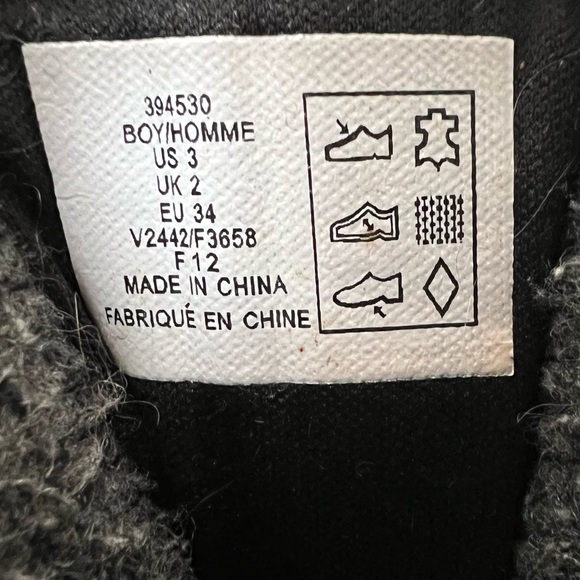 394530
BOY/HOMME
US 3
UK 2
EU 34
V2442/F3658
F12
MADE IN CHINA
FABRIQUÉ EN CHINE